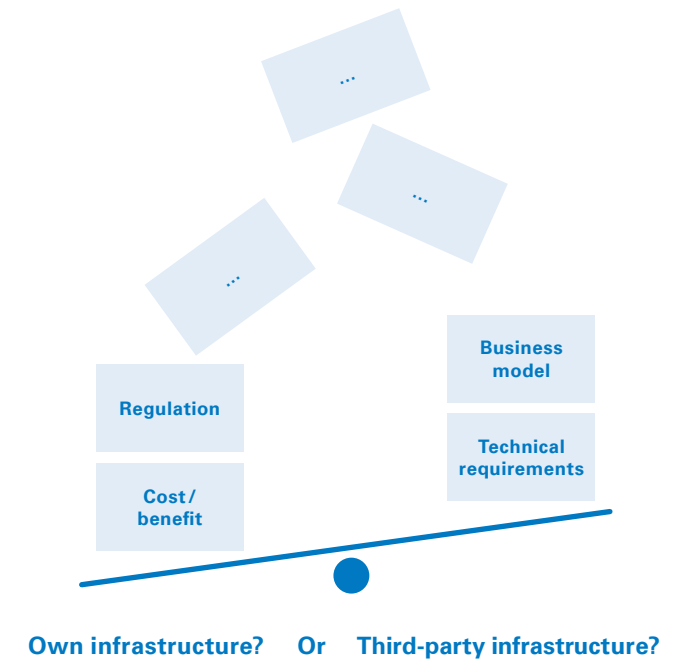 ...
...
...
Business
model
Regulation
Technical
requirements
Cost/
benefit
Own infrastructure? Or Third-party infrastructure?